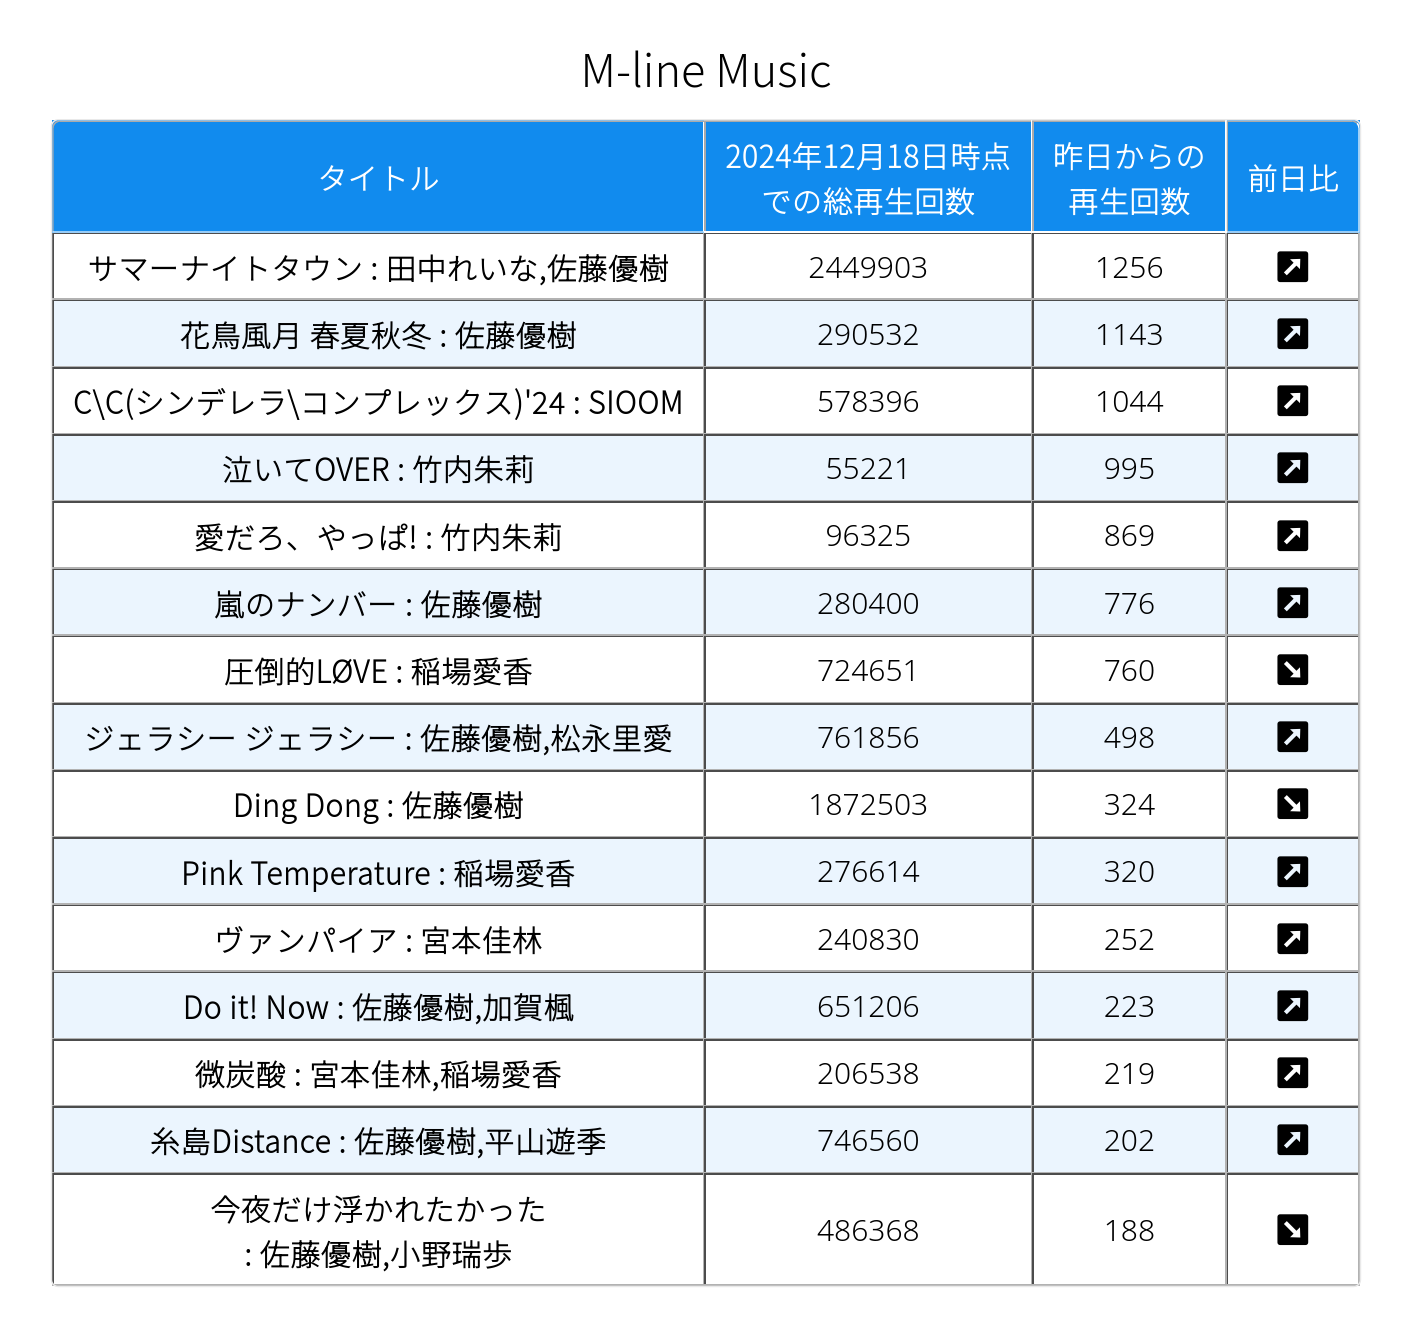 M-line Music
タイトル
2024年12月18日時点
での総再生回数
昨日からの
再生回数
前日比
サマーナイトタウン : 田中れいな,佐藤優樹 2449903 1256
花鳥風月 春夏秋冬 : 佐藤優樹 290532 1143
C\C(シンデレラ\コンプレックス)'24 : SIOOM 578396 1044
泣いてOVER : 竹内朱莉 55221 995
愛だろ、やっぱ! : 竹内朱莉 96325 869
嵐のナンバー : 佐藤優樹 280400 776
圧倒的LØVE : 稲場愛香 724651 760
ジェラシー ジェラシー : 佐藤優樹,松永里愛 761856 498
Ding Dong : 佐藤優樹 1872503 324
Pink Temperature : 稲場愛香 276614 320
ヴァンパイア : 宮本佳林 240830 252
Do it! Now : 佐藤優樹,加賀楓 651206 223
微炭酸 : 宮本佳林,稲場愛香 206538 219
糸島Distance : 佐藤優樹,平山遊季 746560 202
今夜だけ浮かれたかった
: 佐藤優樹,小野瑞歩 486368 188